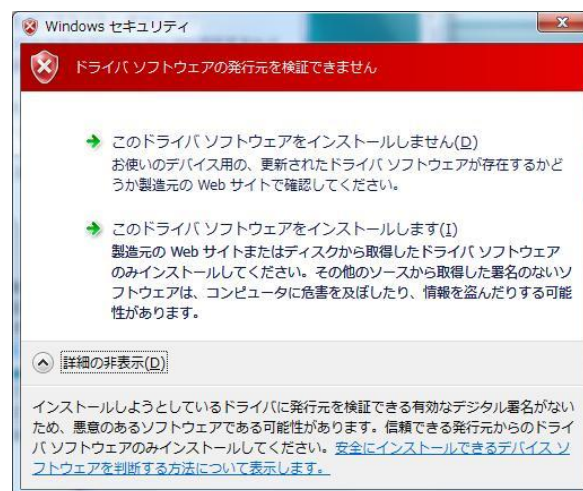 Windows セキュリティ
ドライバ ソフトウェアの発行元を検証できません
このドライバ ソフトウェアをインストールしません(D)
お使いのデバイス用の、更新されたドライバ ソフトウェアが存在するかど
うか製造元の Web サイトで確認してください。
このドライバ ソフトウェアをインストールします(I)
製造元の Web サイトまたはディスクから取得したドライバ ソフトウェア
のみインストールしてください。その他のソースから取得した署名のないソ
フトウェアは、コンピュータに危害を及ぼしたり、情報を盗んだりする可能
性があります。
詳細の非表示(D)
インストールしようとしているドライバに発行元を検証できる有効なデジタル署名がない
ため、悪意のあるソフトウェアである可能性があります。信頼できる発行元からのドライ
バ ソフトウェアのみインストールしてください。安全にインストールできるデバイス ソ
フトウェアを判断する方法について表示します。